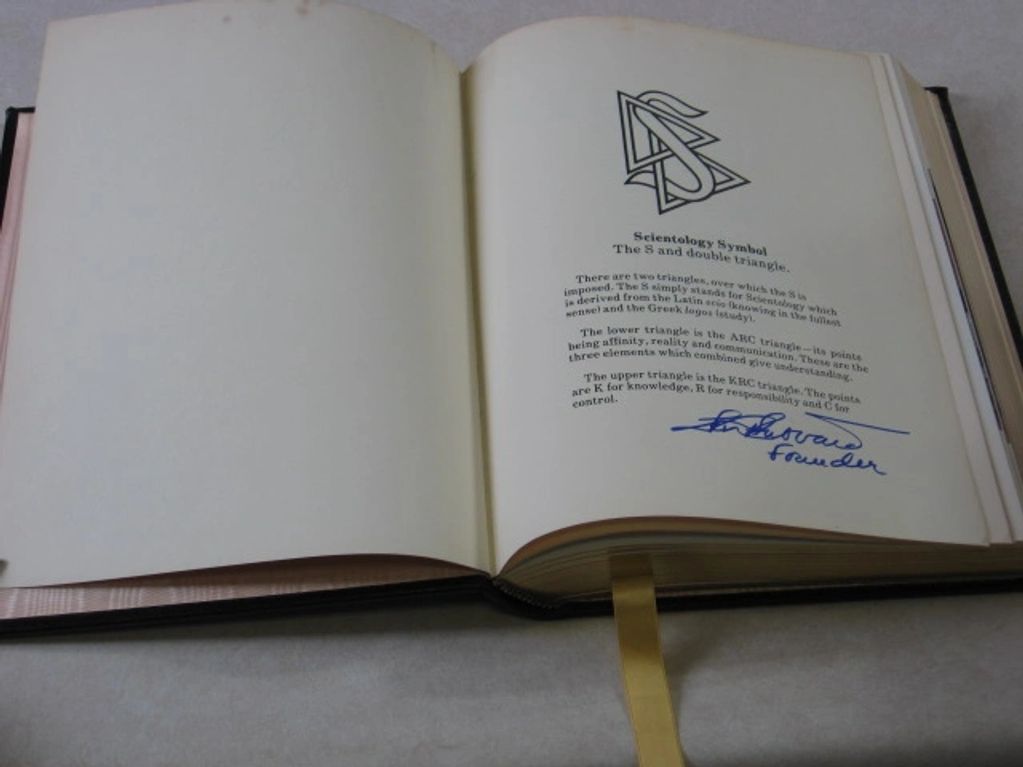 Scientology Symbol
The S and double triangle.
There are two triangles, over which the S is
imposed. The S simply stands for Scientology which
is derived from the Latin scio (knowing in the fullest
sense) and the Greek logos (study).
The lower triangle is the ARC triangle—its points
being affinity, reality and communication. These are the
three elements which combined give understanding.
The upper triangle is the KRC triangle. The points
are K for knowledge, R for responsibility and C for
control.
Founder